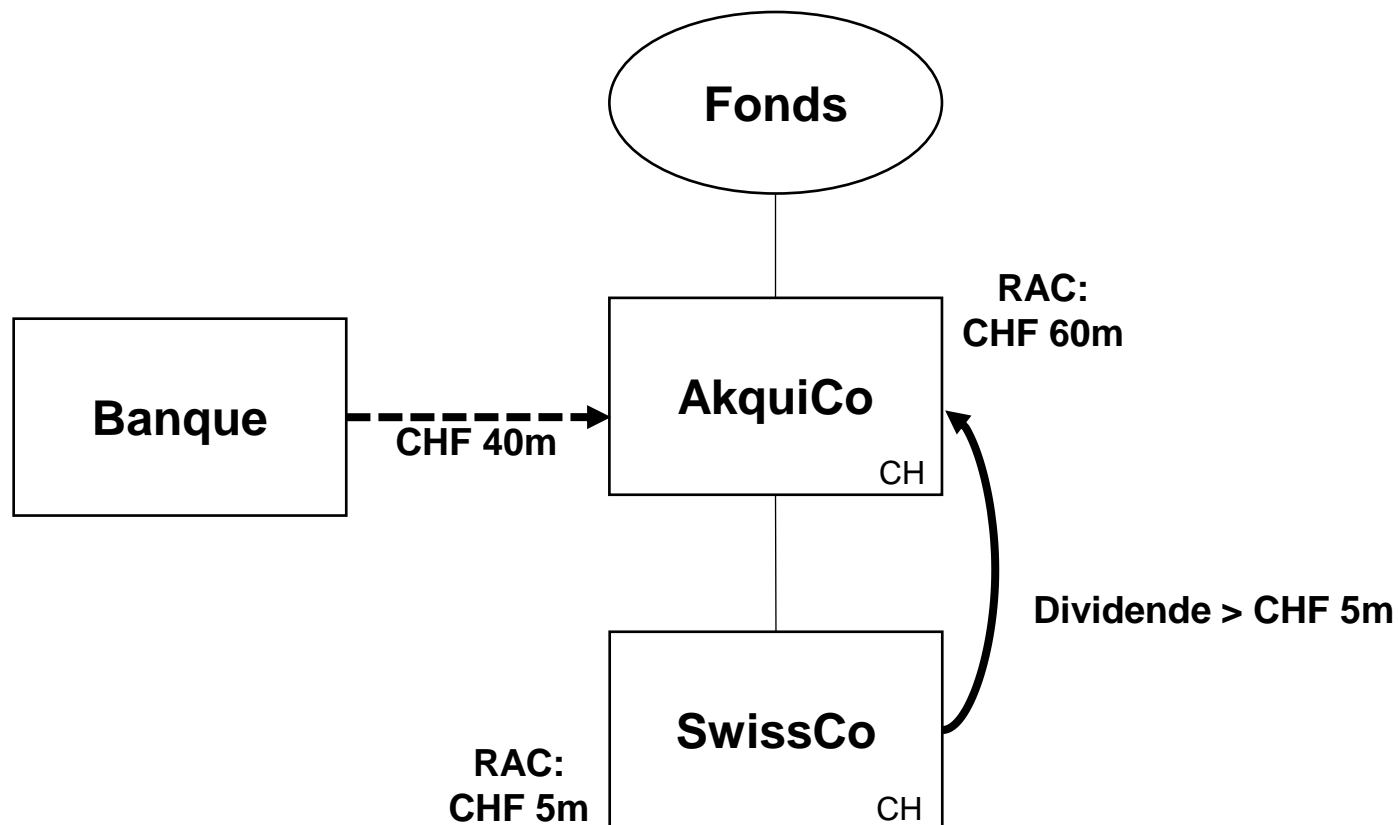 Fonds
RAC:
CHF 60m
Banque
CHF 40m
AkquiCo
CH
Dividende > CHF 5m
SwissCo
RAC:
CHF 5m
CH